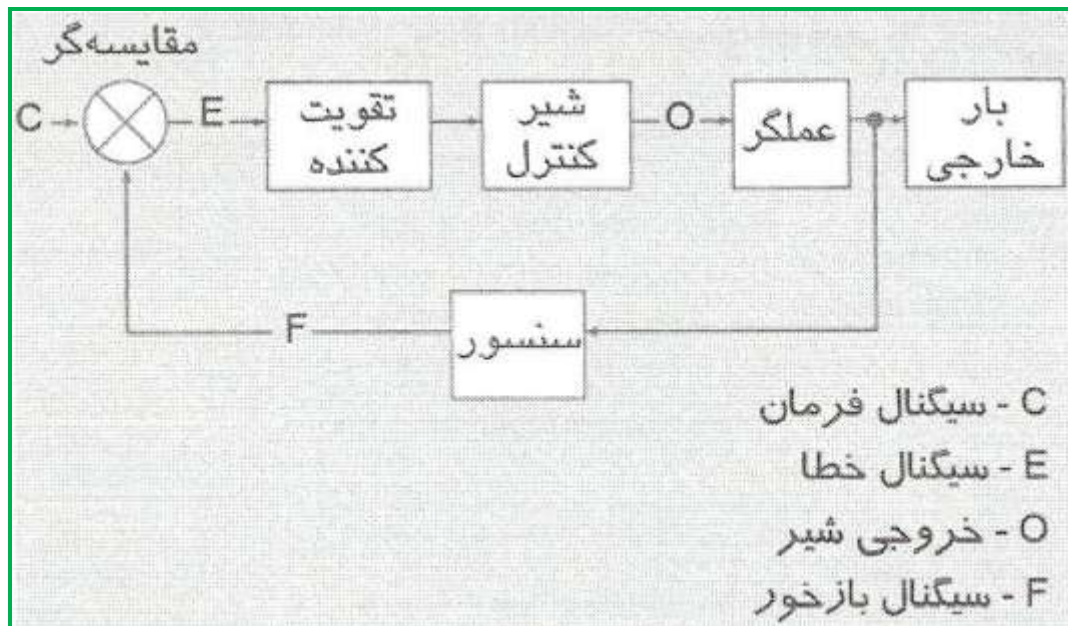 مقایسه‌گر
C
E
تقویت
کننده
شیر
کنترل
O
عملگر
بار
خارجی
F
سنسور
C - سیگنال فرمان
E - سیگنال خطا
O - خروجی شیر
F - سیگنال بازخور